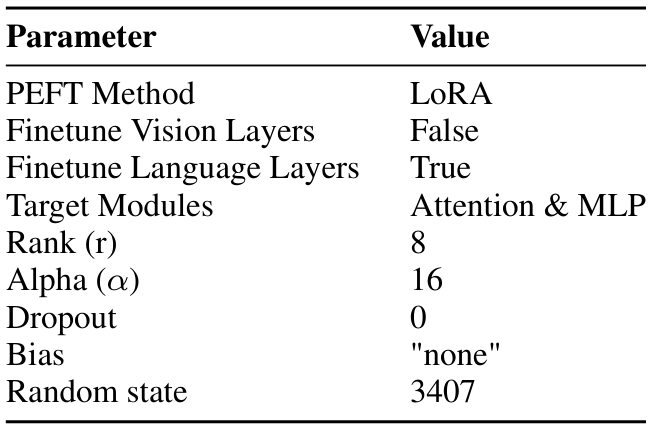 Parameter Value
PEFT Method LoRA
Finetune Vision Layers False
Finetune Language Layers True
Target Modules Attention & MLP
Rank (r) 8
Alpha (α) 16
Dropout 0
Bias "none"
Random state 3407